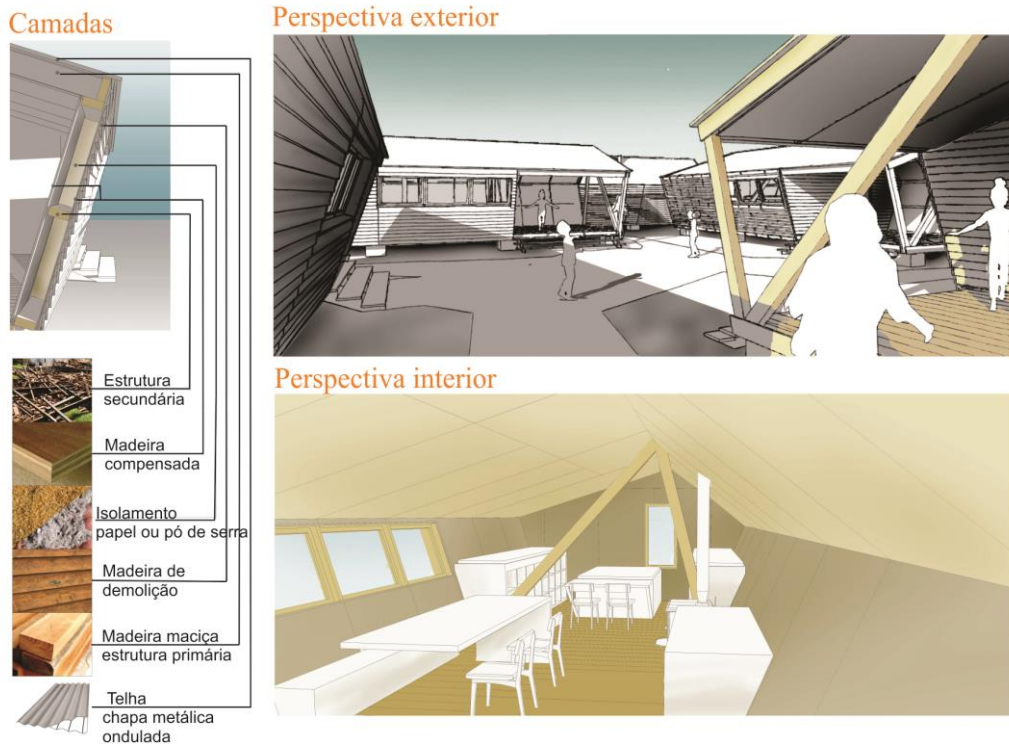 Camadas
Perspectiva exterior
Estrutura
secundária
Madeira
compensada
Isolamento
papel ou pó de serra
Madeira de
demolição
Madeira maciça
estrutura primária
Telha
chapa metálica
ondulada
Perspectiva interior